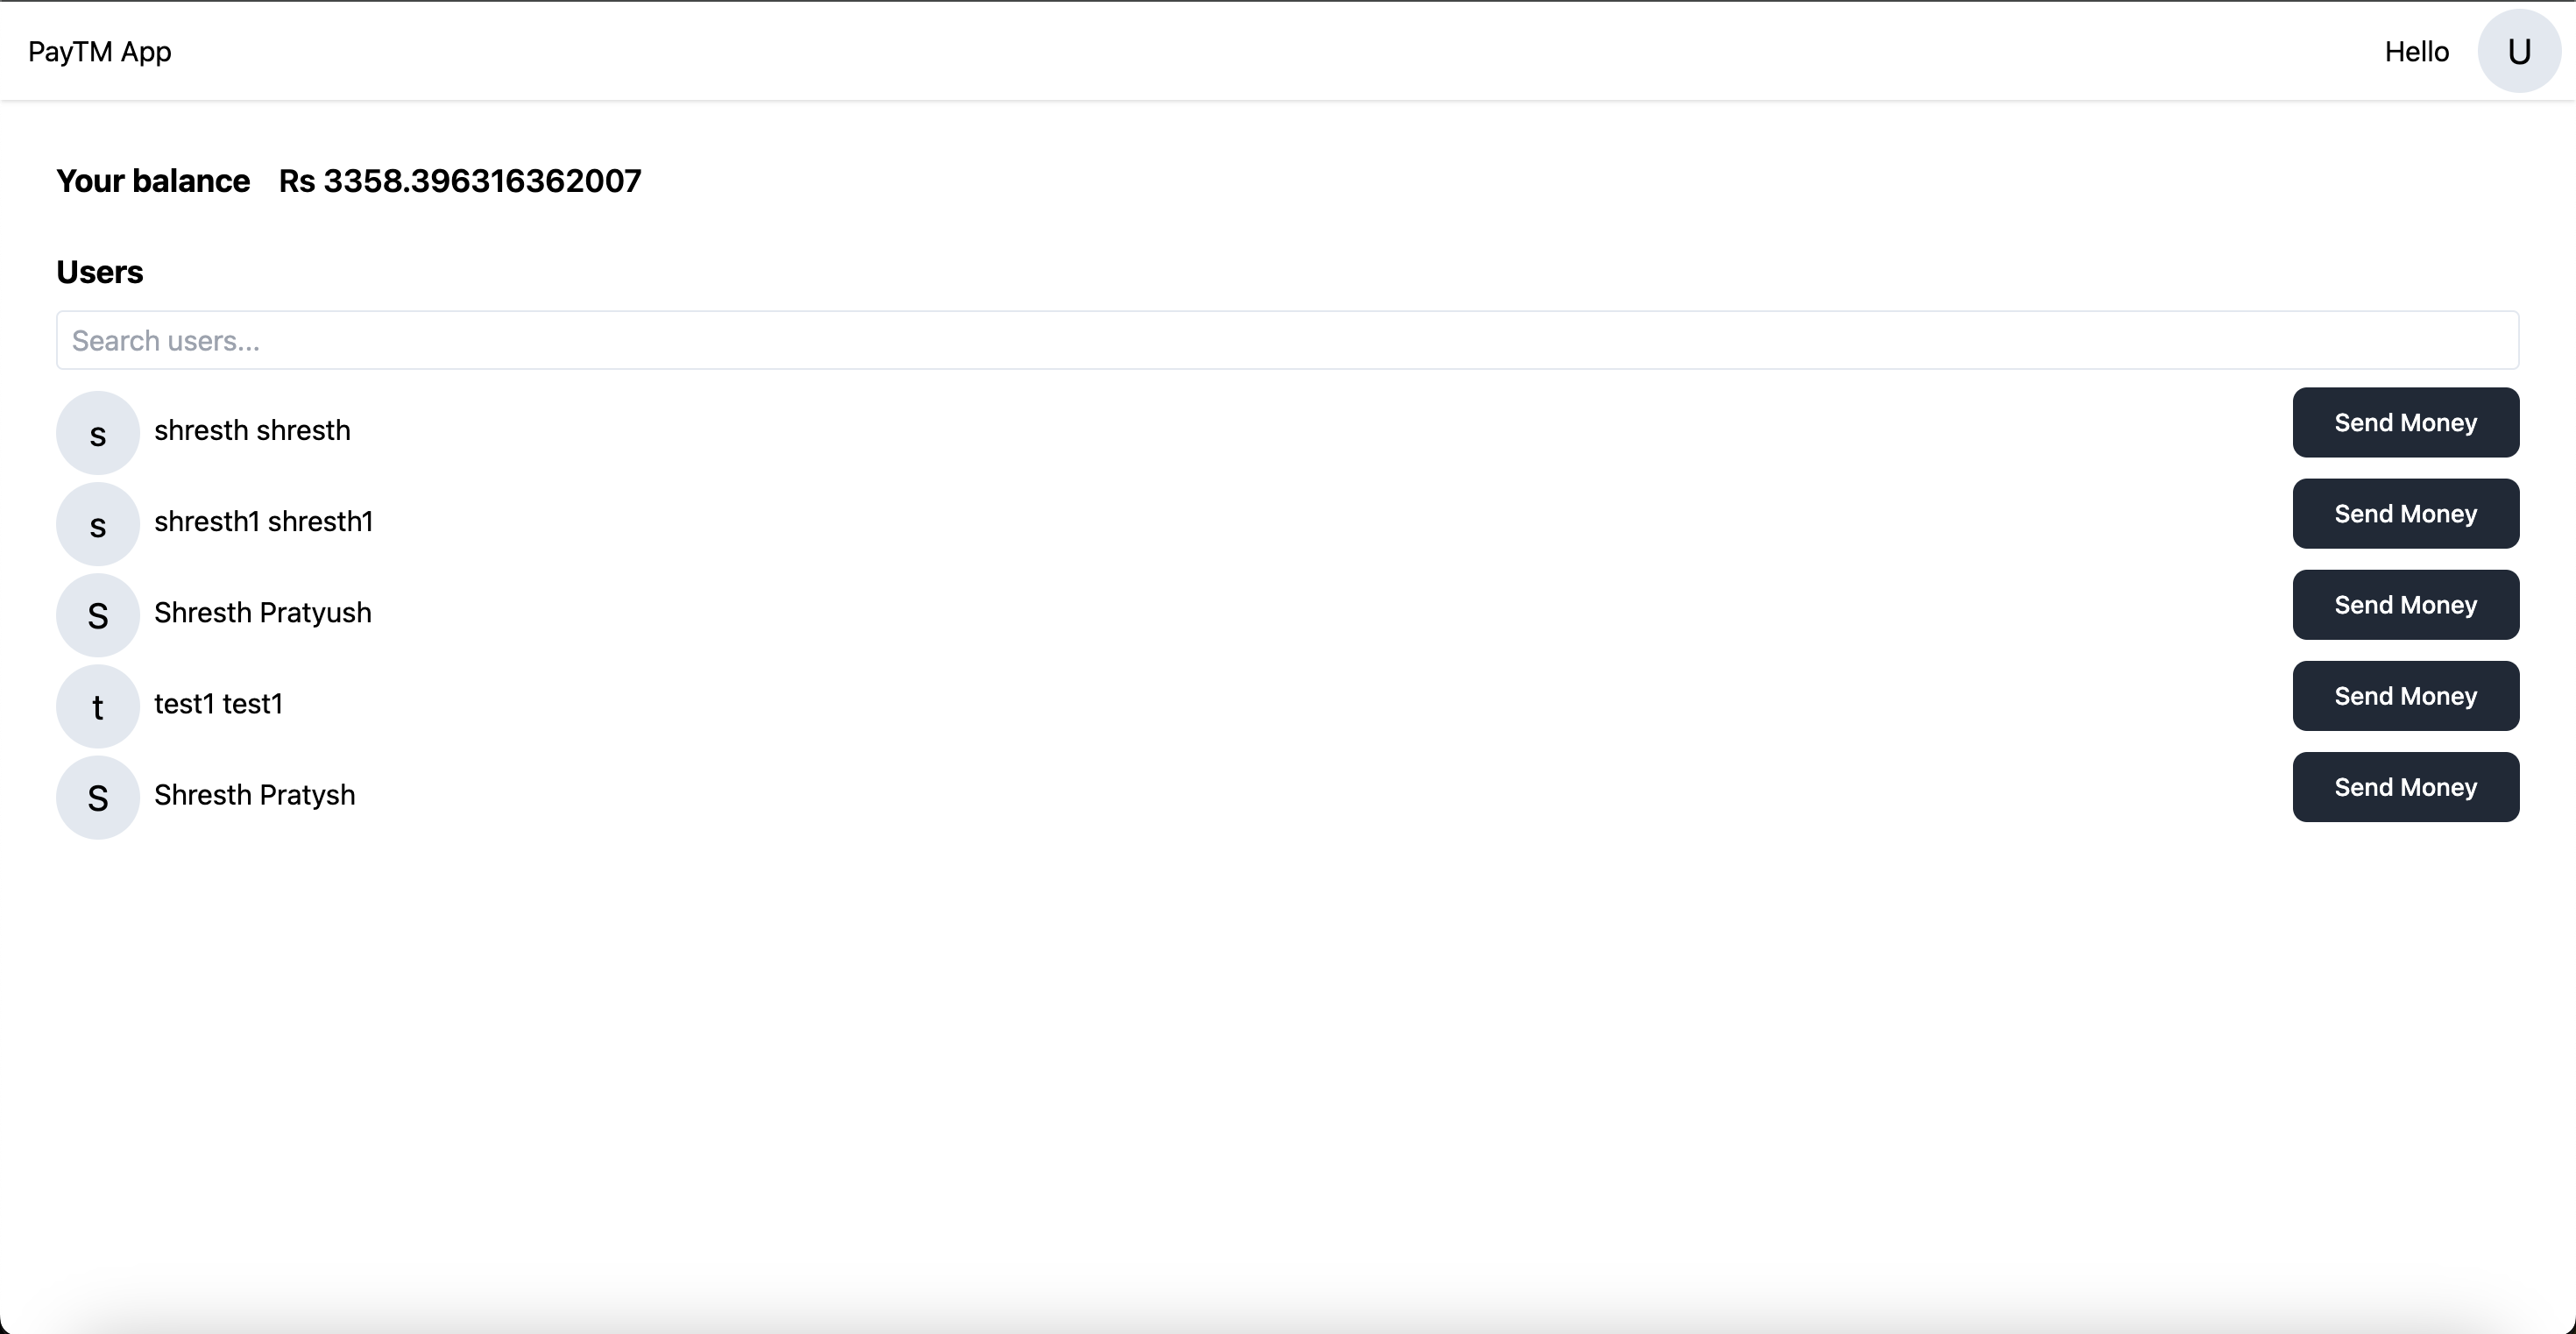 PayTM App
Hello U
Your balance Rs 3358.396316362007
Users
Search users...
s shresth shresth Send Money
s shresth1 shresth1 Send Money
S Shresth Pratyush Send Money
t test1 test1 Send Money
S Shresth Pratysh Send Money